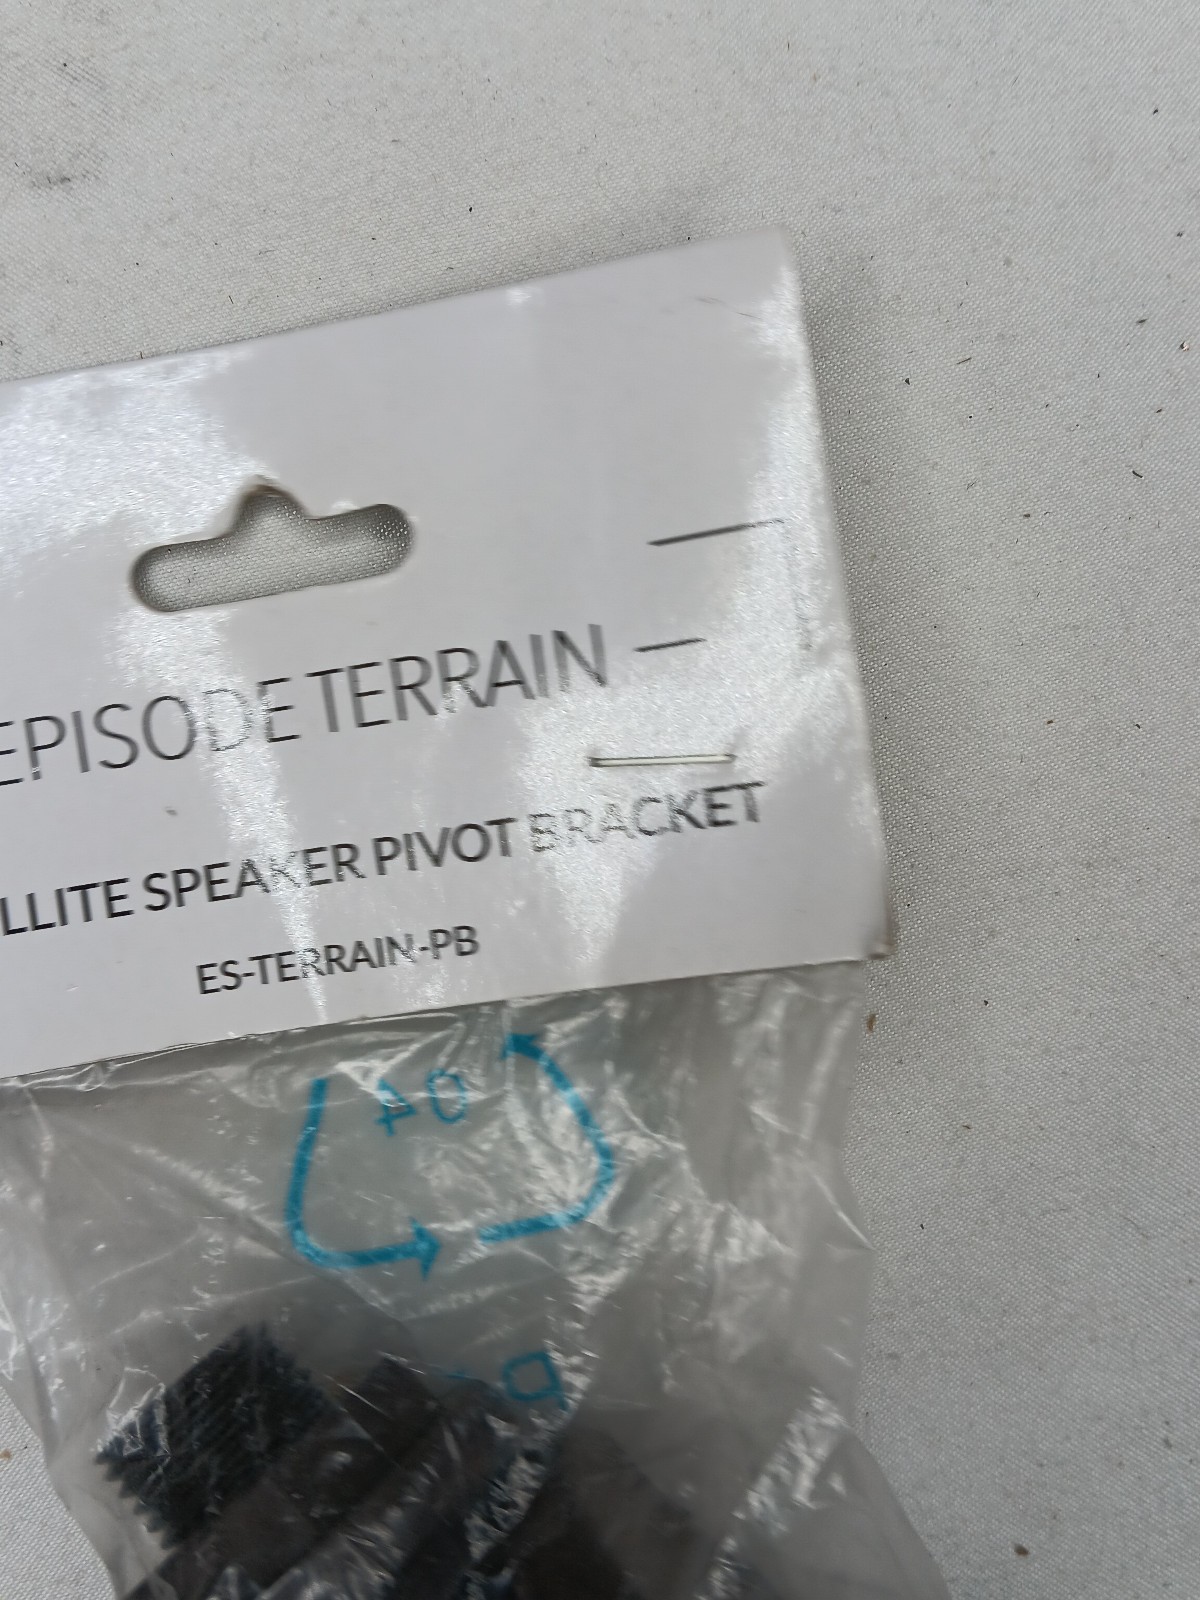 EPISODE TERRAIN
LLITE SPEAKER PIVOT BRACKET
ES-TERRAIN-PB
04